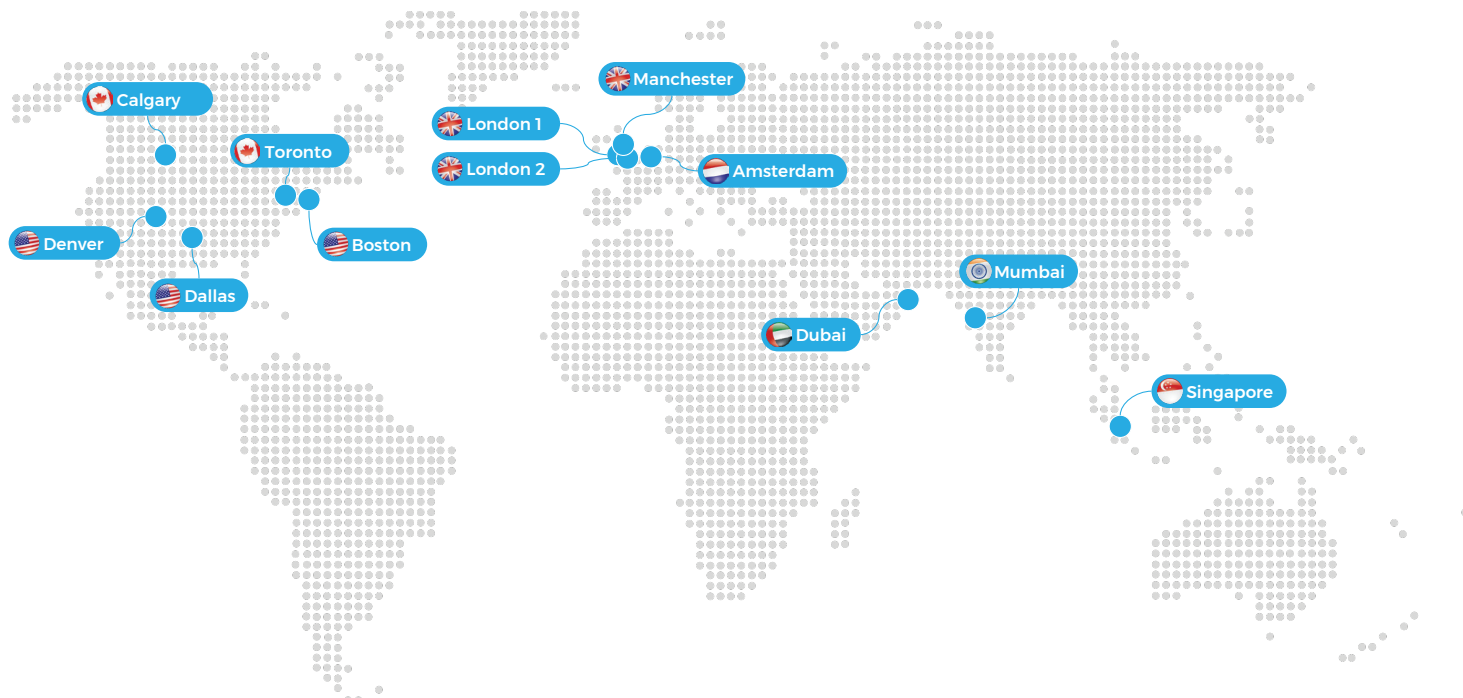 Manchester
Calgary
London 1
Toronto
London 2
Amsterdam
Denver
Boston
Mumbai
Dallas
Dubai
Singapore